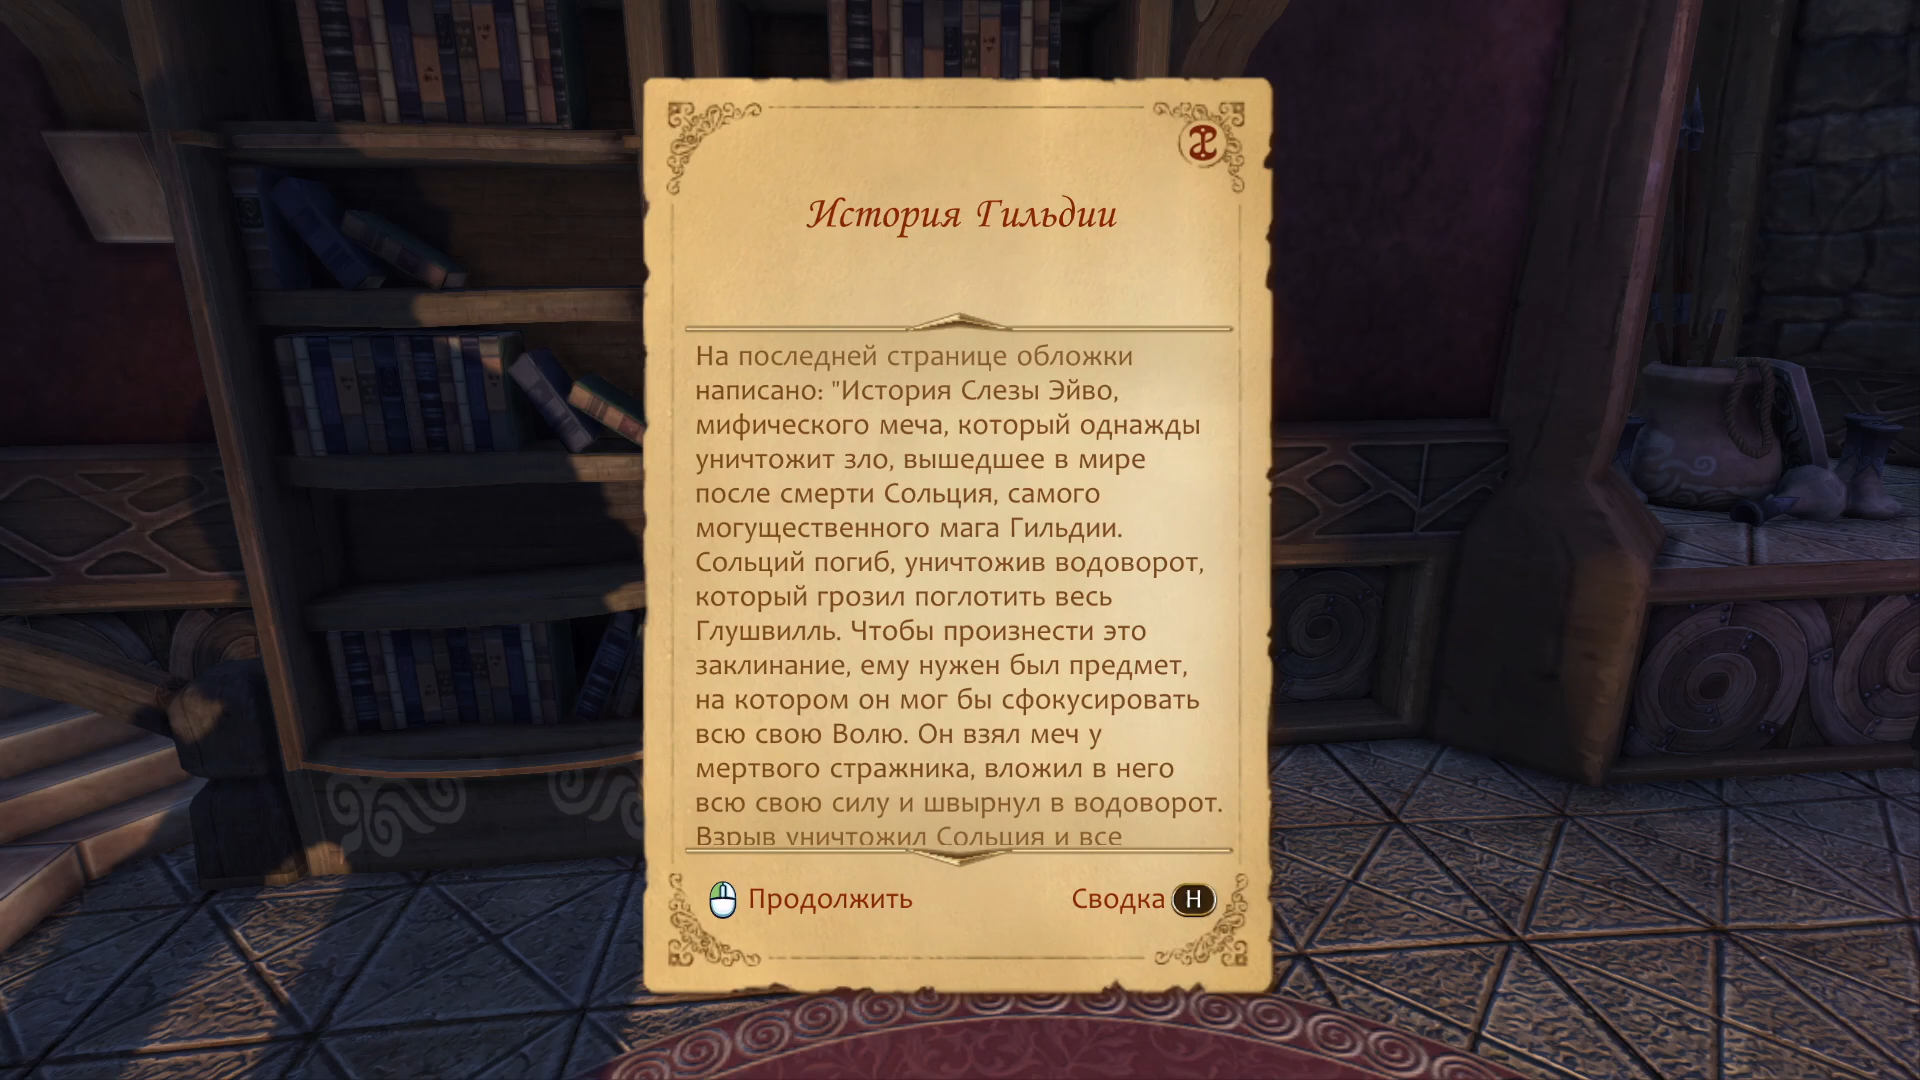 История Гильдии
На последней странице обложки
написано: "История Слезы Эйво,
мифического меча, который однажды
уничтожит зло, вышедшее в мире
после смерти Сольция, самого
могущественного мага Гильдии.
Сольций погиб, уничтожив водоворот,
который грозил поглотить весь
Глушвилль. Чтобы произнести это
заклинание, ему нужен был предмет,
на котором он мог бы сфокусировать
всю свою Волю. Он взял меч у
мертвого стражника, вложил в него
всю свою силу и швырнул в водоворот.
Взрыв уничтожил Сольция и все
Продолжить
Сводка H